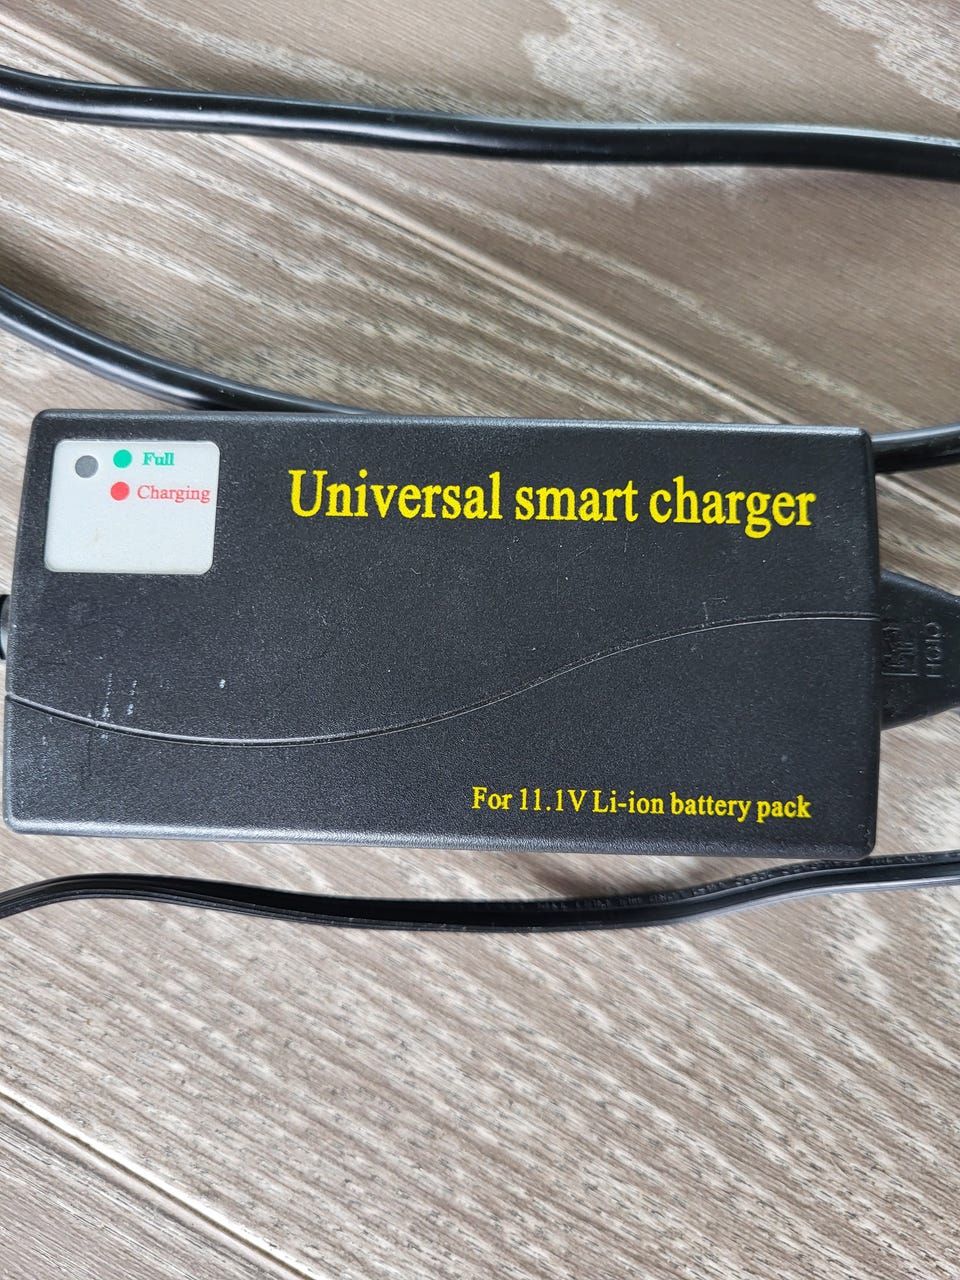 Full
Charging
Universal smart charger
For 11.1V Li-ion battery pack